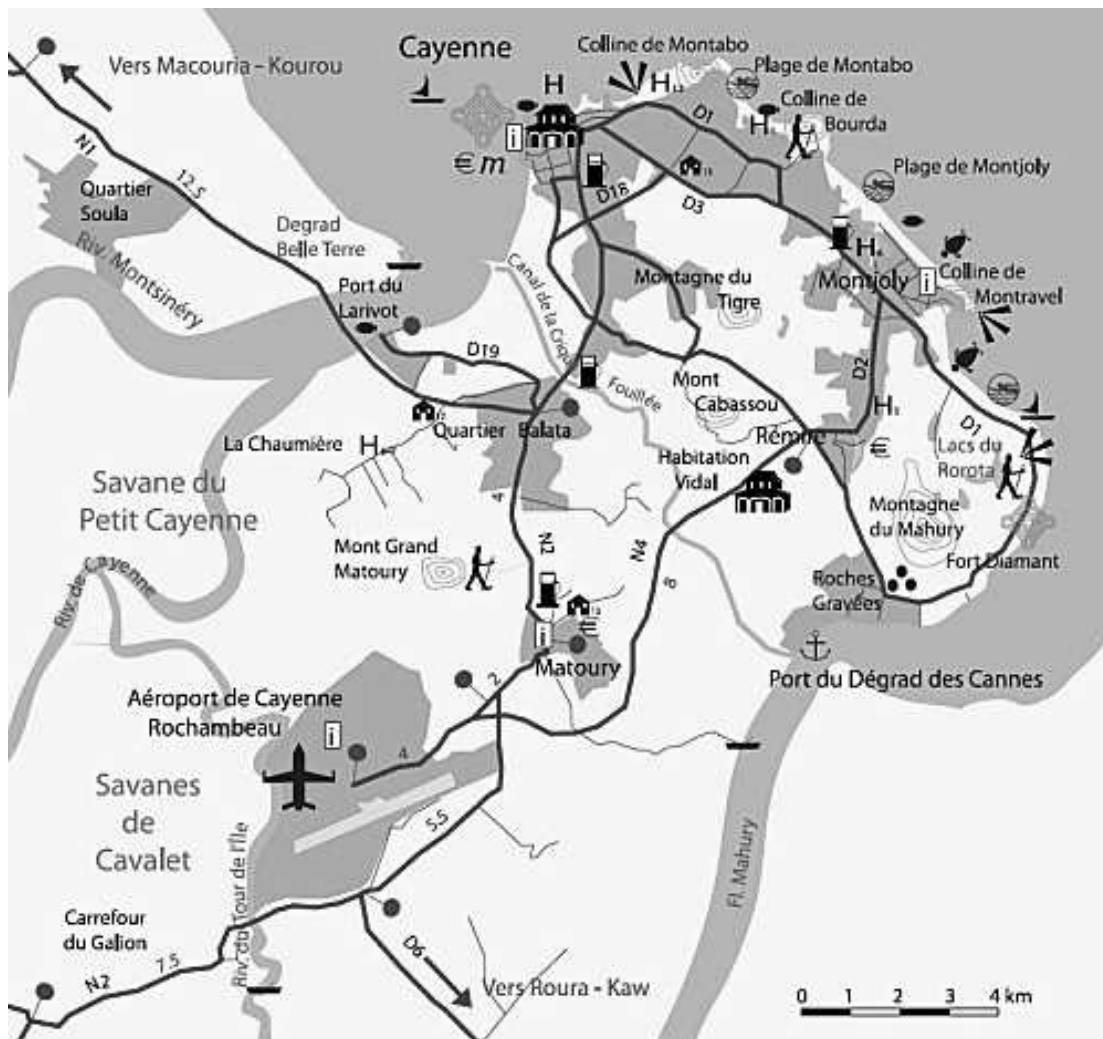 Cayenne
Colline de Montabo
Vers Macouria - Kourou
Plage de Montabo
H
H
H
i
€ m
D1
Colline de
Bourda
N1
12.5
Quartier
Soula
Plage de Montjoly
D18
D3
Degrad
Belle Terre
Riv. Montsinéry
Canal de la Crique
Fouillée
Montagne du
Tigre
H
Montjoly
i
Colline de
Montravel
Port du
Larivot
D19
D2
Mont
Cabassou
H
Quartier
Balata
La Chaumière
H
Rémire
€
D1
Lacs du
Rorota
Habitation
Vidal
Savane du
Petit Cayenne
4
N2
N4
8
Montagne
du Mahury
Mont Grand
Matoury
Fort Diamant
Riv. de Cayenne
Roches
Gravées
i
€
Matoury
2
Port du Dégrad des Cannes
Aéroport de Cayenne
Rochambeau
i
4
Savanes
de
Cavalet
5.5
Riv. du Tour de l'Île
Fl. Mahury
Carrefour
du Galion
7.5
N2
D6
Vers Roura - Kaw
0 1 2 3 4 km